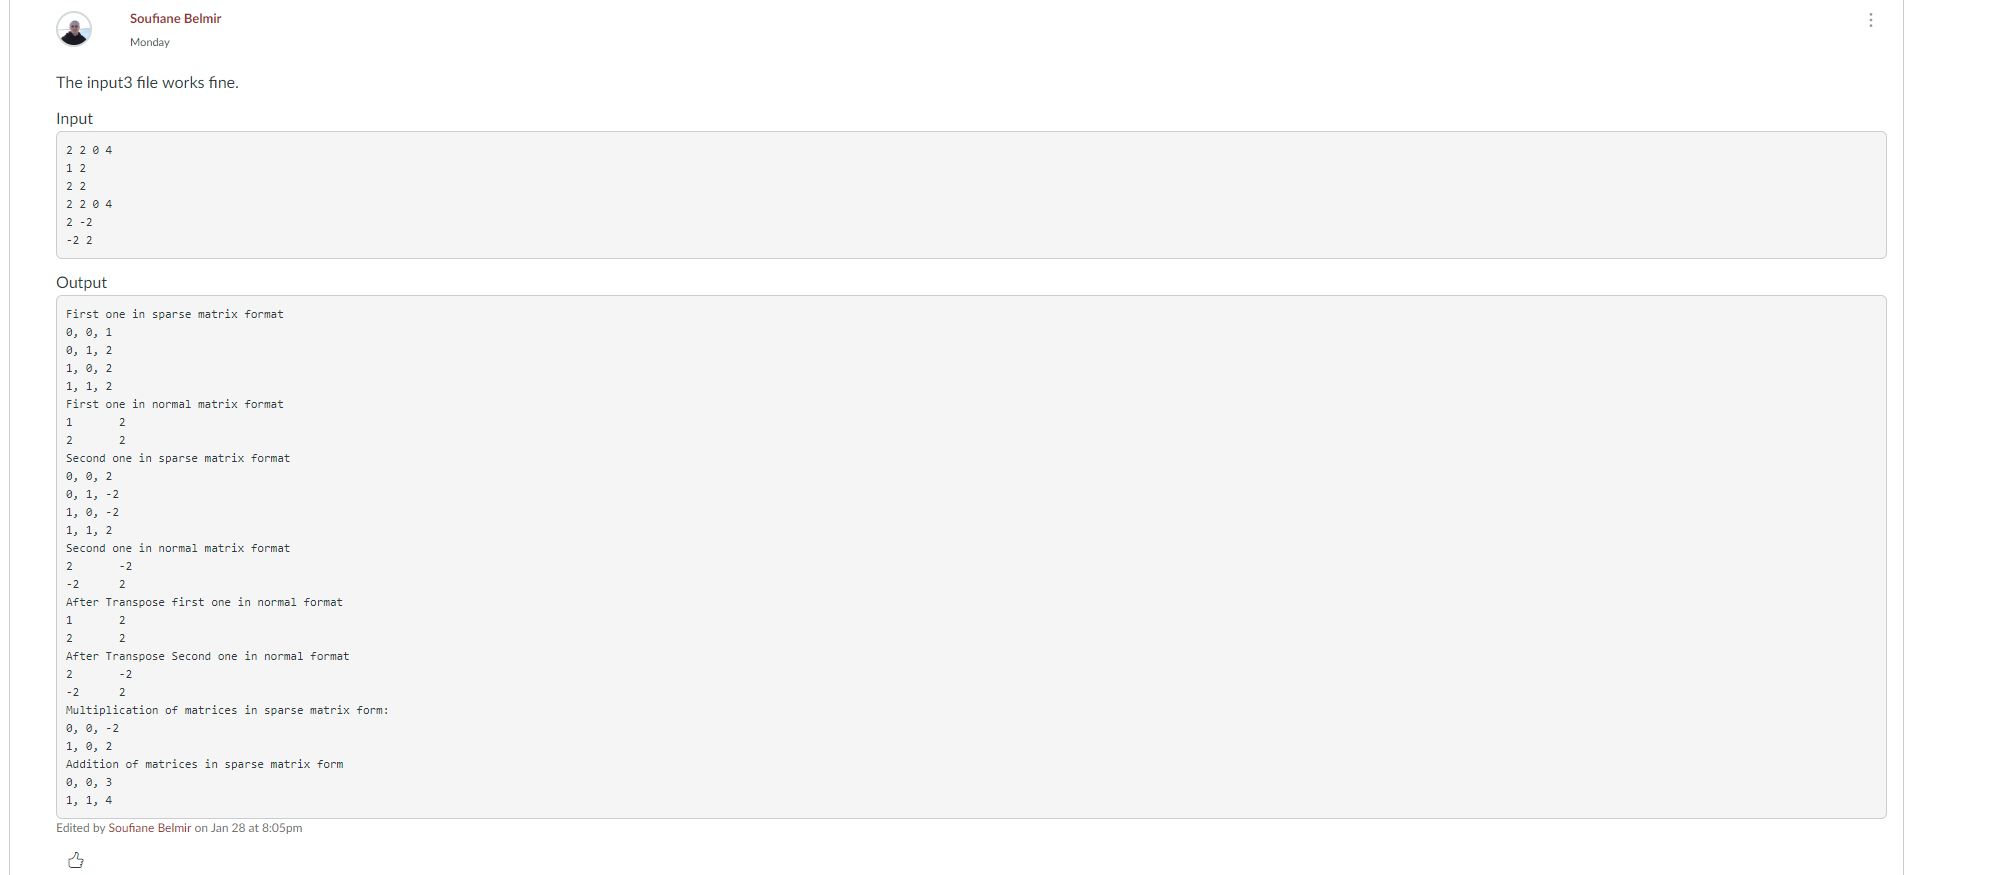 Soufiane Belmir
Monday
The input3 file works fine.
Input
2 2 0 4
1 2
2 2
2 2 0 4
2 -2
-2 2
Output
First one in sparse matrix format
0, 0, 1
0, 1, 2
1, 0, 2
1, 1, 2
First one in normal matrix format
1       2
2       2
Second one in sparse matrix format
0, 0, 2
0, 1, -2
1, 0, -2
1, 1, 2
Second one in normal matrix format
2       -2
-2      2
After Transpose first one in normal format
1       2
2       2
After Transpose Second one in normal format
2       -2
-2      2
Multiplication of matrices in sparse matrix form:
0, 0, -2
1, 0, 2
Addition of matrices in sparse matrix form
0, 0, 3
1, 1, 4
Edited by Soufiane Belmir on Jan 28 at 8:05pm